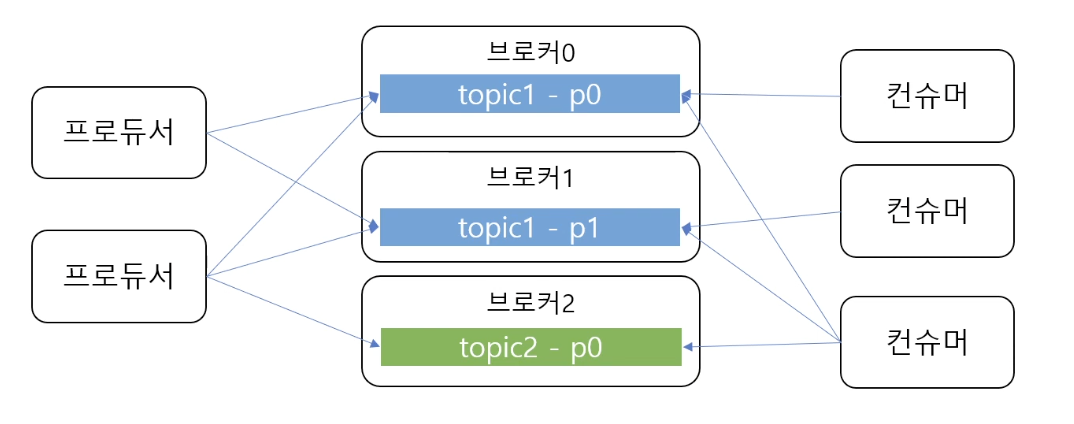 프로듀서
프로듀서
브로커0
topic1 - p0
브로커1
topic1 - p1
브로커2
topic2 - p0
컨슈머
컨슈머
컨슈머